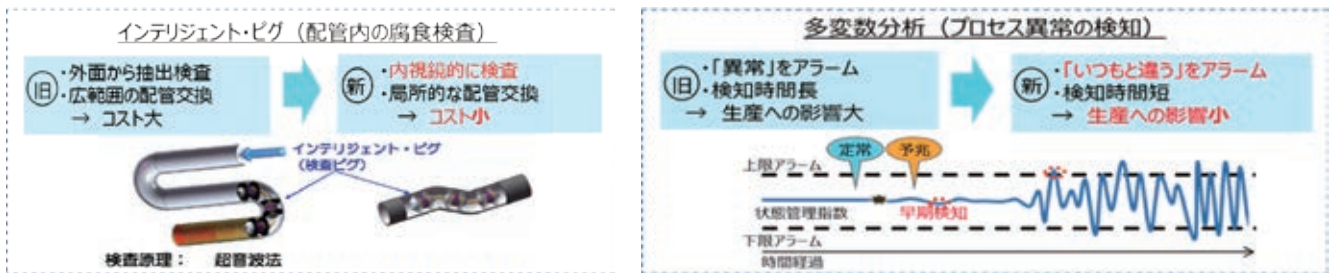 インテリジェント・ピグ（配管内の腐食検査）
旧
・外面から抽出検査
・広範囲の配管交換
→ コスト大
新
・内視鏡的に検査
・局所的な配管交換
→ コスト小
インテリジェント・ピグ
（検査ピグ）
検査原理： 超音波法
多変数分析（プロセス異常の検知）
旧
・「異常」をアラーム
・検知時間長
→ 生産への影響大
新
・「いつもと違う」をアラーム
・検知時間短
→ 生産への影響小
定常
予兆
上限アラーム
状態管理指数
早期検知
下限アラーム
時間経過